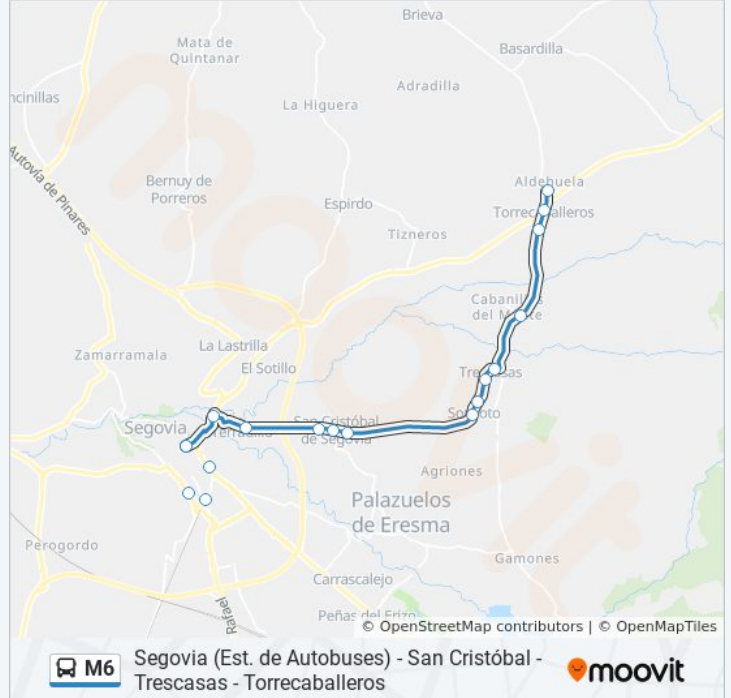 Brieva
Mata de
Quintanar
Basardilla
Adradilla
ncinillas
La Higuera
Autovía de Pinares
moovit
Bernuy de
Porreros
Aldehuela
Espirdo
Torrecaballeros
Tizneros
Cabanillas
del Monte
La Lastrilla
Zamarramala
El Sotillo
Trescasas
Sonsoto
San Cristóbal
de Segovia
Segovia
Terradillo
Agriones
Palazuelos
de Eresma
Perogordo
Gamones
Carrascalejo
Rafael
Peñas del Erizo
© OpenStreetMap contributors | © OpenMapTiles
M6
Segovia (Est. de Autobuses) - San Cristóbal -
Trescasas - Torrecaballeros
moovit